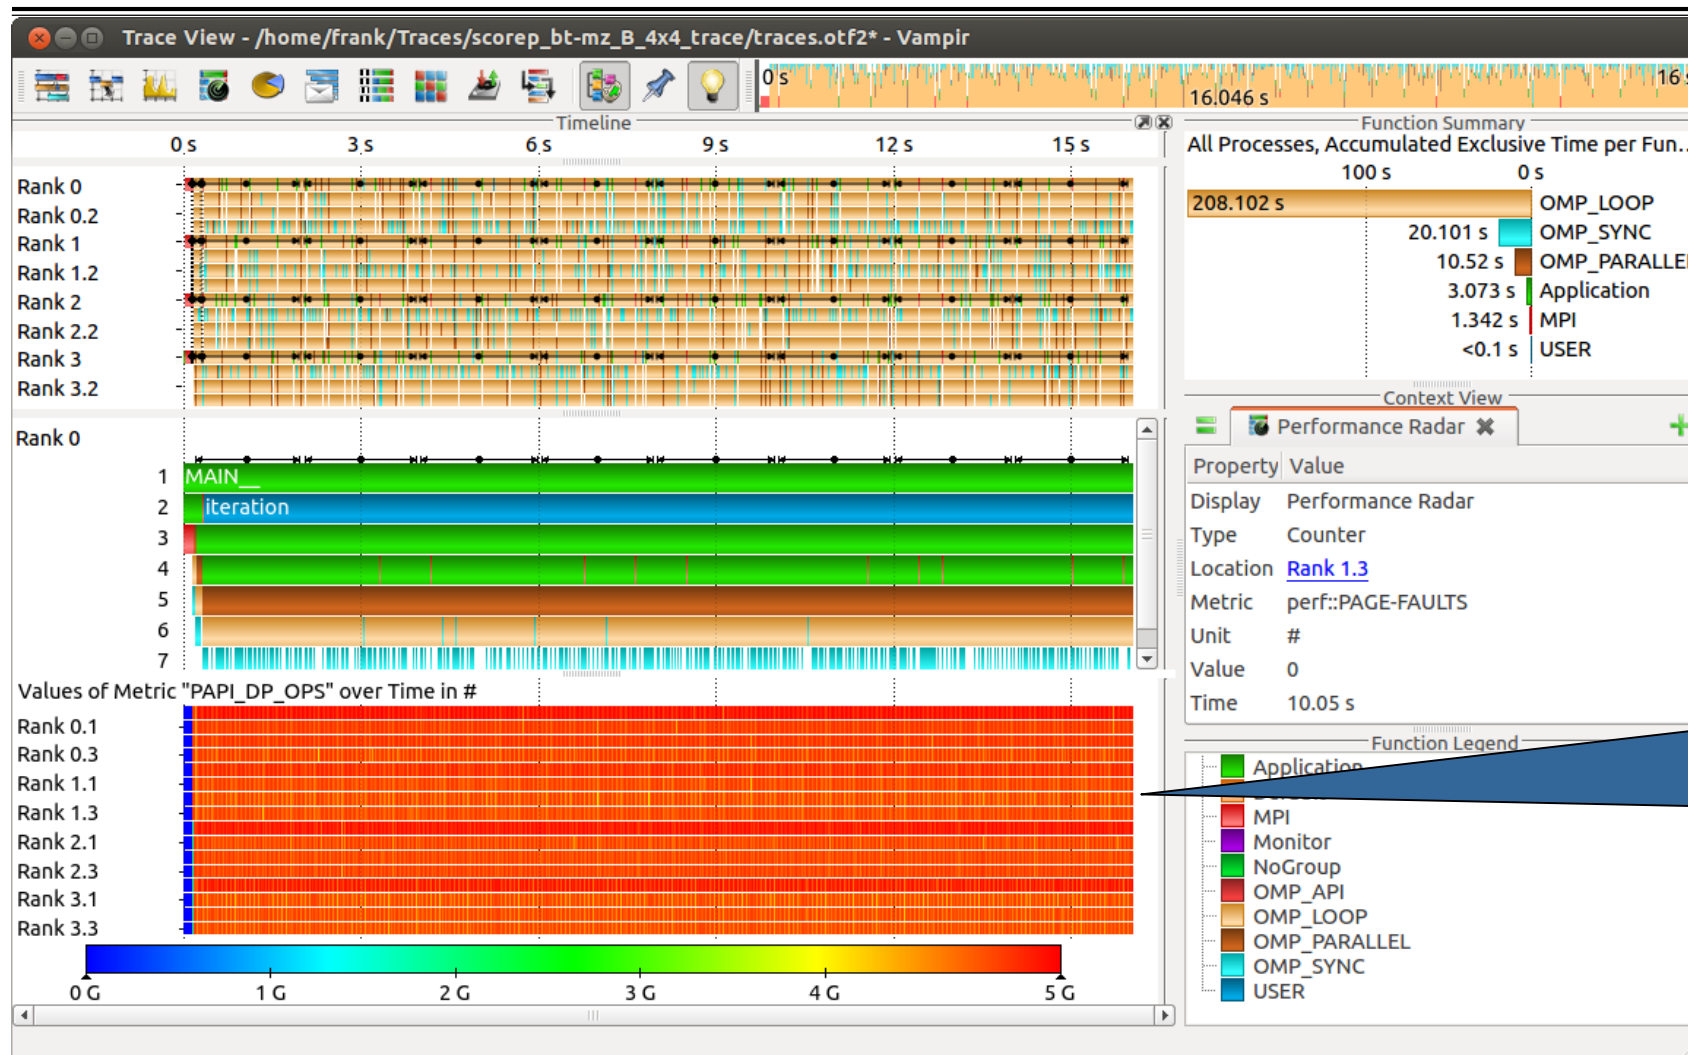 Trace View - /home/frank/Traces/scorep_bt-mz_B_4x4_trace/traces.otf2* - Vampir
0 s
16 s
16.046 s
Timeline
0 s 3 s 6 s 9 s 12 s 15 s
Rank 0
Rank 0.2
Rank 1
Rank 1.2
Rank 2
Rank 2.2
Rank 3
Rank 3.2
Rank 0
1 MAIN__
2 iteration
3
4
5
6
7
Values of Metric "PAPI_DP_OPS" over Time in #
Rank 0.1
Rank 0.3
Rank 1.1
Rank 1.3
Rank 2.1
Rank 2.3
Rank 3.1
Rank 3.3
0 G 1 G 2 G 3 G 4 G 5 G
Function Summary
All Processes, Accumulated Exclusive Time per Fun...
100 s 0 s
208.102 s OMP_LOOP
20.101 s OMP_SYNC
10.52 s OMP_PARALLEL
3.073 s Application
1.342 s MPI
<0.1 s USER
Context View
Performance Radar
Property Value
Display Performance Radar
Type Counter
Location Rank 1.3
Metric perf::PAGE-FAULTS
Unit #
Value 0
Time 10.05 s
Function Legend
Application
MPI
Monitor
NoGroup
OMP_API
OMP_LOOP
OMP_PARALLEL
OMP_SYNC
USER